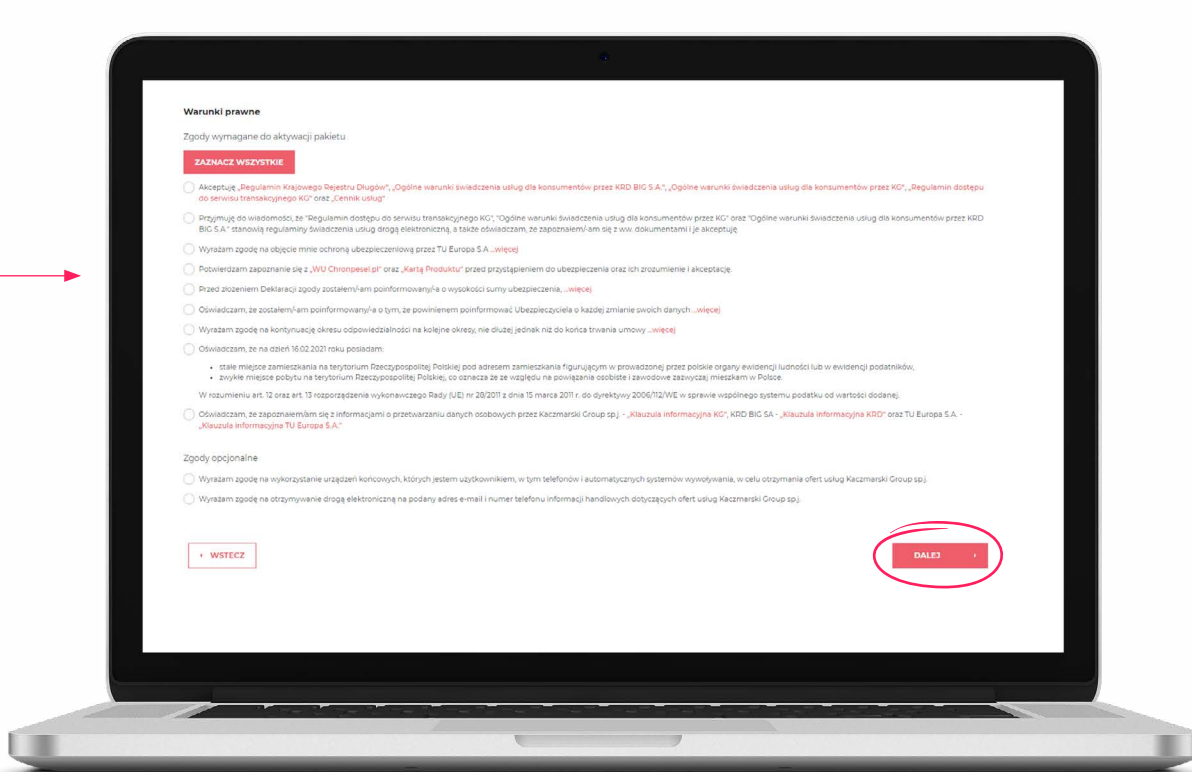 Warunki prawne
Zgody wymagane do aktywacji pakietu
ZAZNACZ WSZYSTKIE
Akceptuję „Regulamin Krajowego Rejestru Długów", „Ogólne warunki świadczenia usług dla konsumentów przez KRD BIG S.A.", „Ogólne warunki świadczenia usług dla konsumentów przez KG", „Regulamin dostępu
do serwisu transakcyjnego KG" oraz „Cennik usług"
Przyjmuję do wiadomości, że "Regulamin dostępu do serwisu transakcyjnego KG", "Ogólne warunki świadczenia usług dla konsumentów przez KG" oraz "Ogólne warunki świadczenia usług dla konsumentów przez KRD
BIG S.A." stanowią regulaminy świadczenia usług drogą elektroniczną, a także oświadczam, że zapoznałem/-am się z ww. dokumentami i je akceptuję.
Wyrażam zgodę na objęcie mnie ochroną ubezpieczeniową przez TU Europa S.A ...więcej
Potwierdzam zapoznanie się z „WU Chronpesel.pl" oraz „Kartą Produktu" przed przystąpieniem do ubezpieczenia oraz ich zrozumienie i akceptację.
Przed złożeniem Deklaracji zgody zostałem/-am poinformowany/-a o wysokości sumy ubezpieczenia, ...więcej
Oświadczam, że zostałem/-am poinformowany/-a o tym, że powinienem poinformować Ubezpieczyciela o każdej zmianie swoich danych ...więcej
Wyrażam zgodę na kontynuację okresu odpowiedzialności na kolejne okresy, nie dłużej jednak niż do końca trwania umowy ...więcej
Oświadczam, że na dzień 16.02.2021 roku posiadam:
• stałe miejsce zamieszkania na terytorium Rzeczypospolitej Polskiej pod adresem zamieszkania figurującym w prowadzonej przez polskie organy ewidencji ludności lub w ewidencji podatników,
• zwykłe miejsce pobytu na terytorium Rzeczypospolitej Polskiej, co oznacza że ze względu na powiązania osobiste i zawodowe zazwyczaj mieszkam w Polsce.
W rozumieniu art. 12 oraz art. 13 rozporządzenia wykonawczego Rady (UE) nr 28/2011 z dnia 15 marca 2011 r. do dyrektywy 2006/112/WE w sprawie wspólnego systemu podatku od wartości dodanej.
Oświadczam, że zapoznałem/am się z informacjami o przetwarzaniu danych osobowych przez Kaczmarski Group sp.j. - „Klauzula informacyjna KG", KRD BIG SA - „Klauzula informacyjna KRD" oraz TU Europa S.A. -
„Klauzula informacyjna TU Europa S.A."
Zgody opcjonalne
Wyrażam zgodę na wykorzystanie urządzeń końcowych, których jestem użytkownikiem, w tym telefonów i automatycznych systemów wywoływania, w celu otrzymania ofert usług Kaczmarski Group sp.j.
Wyrażam zgodę na otrzymywanie drogą elektroniczną na podany adres e-mail i numer telefonu informacji handlowych dotyczących ofert usług Kaczmarski Group sp.j.
WSTECZ
DALEJ